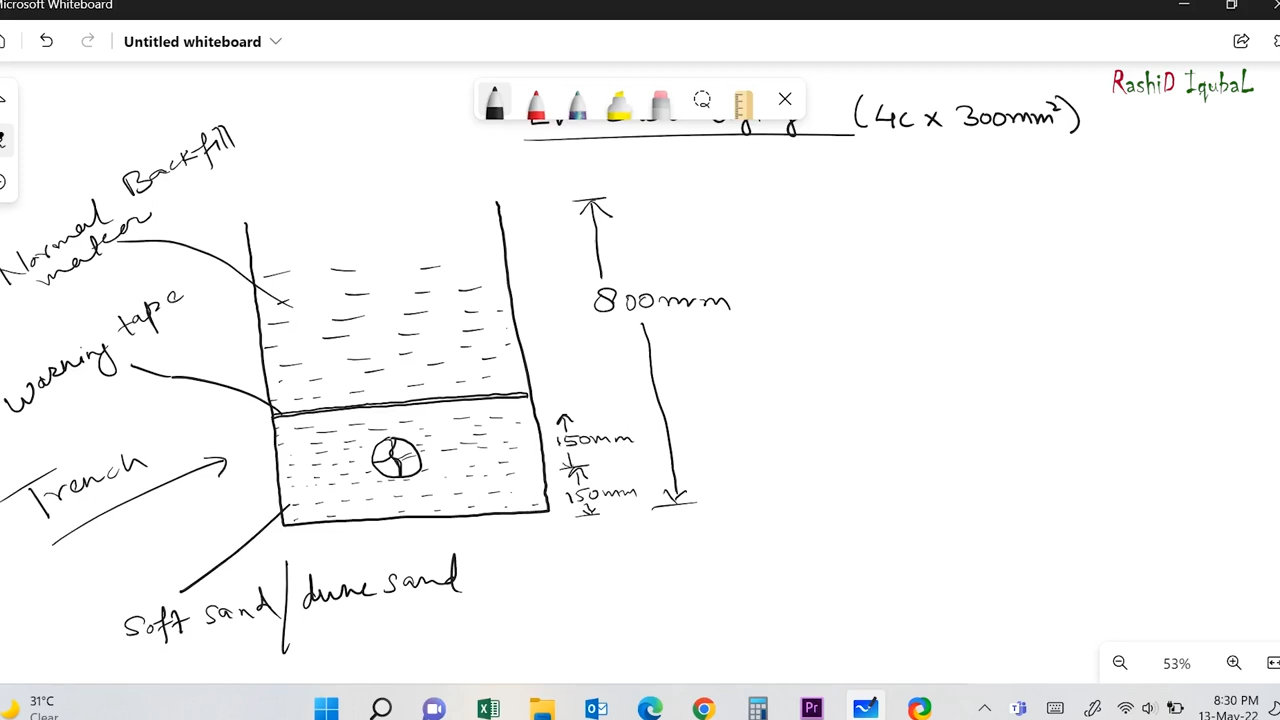 Microsoft Whiteboard
Untitled whiteboard
RashiD IqubaL
(4c x 300mm²)
Normal Backfill
mater
warning tape
Trench
800mm
150mm
150mm
soft sand/dune sand
53%
31°C
Clear
8:30 PM
13-May-22